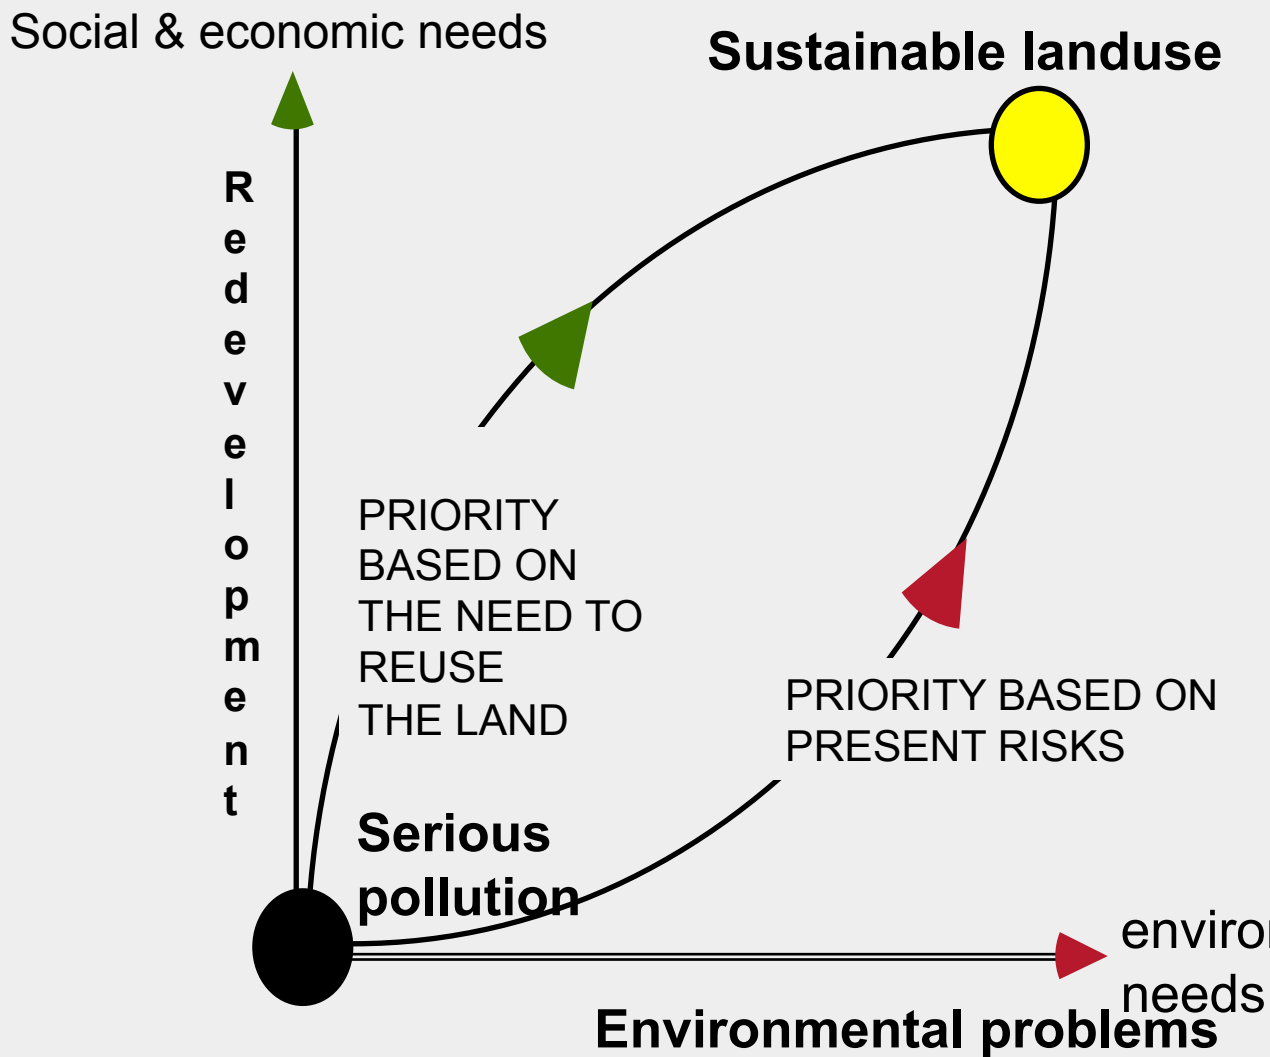 Social & economic needs
Sustainable landuse
Redevelopment
PRIORITY
BASED ON
THE NEED TO
REUSE
THE LAND
PRIORITY BASED ON
PRESENT RISKS
Serious
pollution
needs
Environmental problems